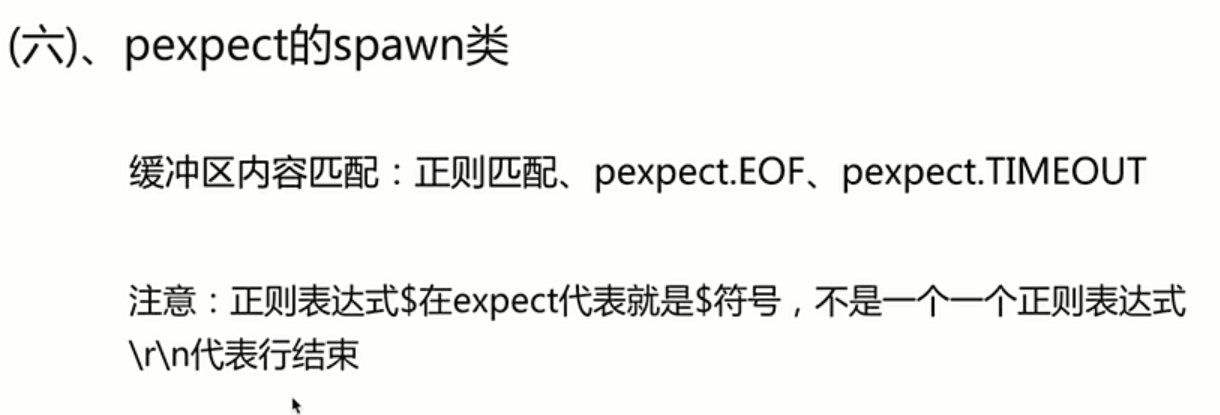 (六)、pexpect的spawn类
缓冲区内容匹配：正则匹配、pexpect.EOF、pexpect.TIMEOUT
注意：正则表达式$在expect代表就是$符号，不是一个一个正则表达式
\r\n代表行结束